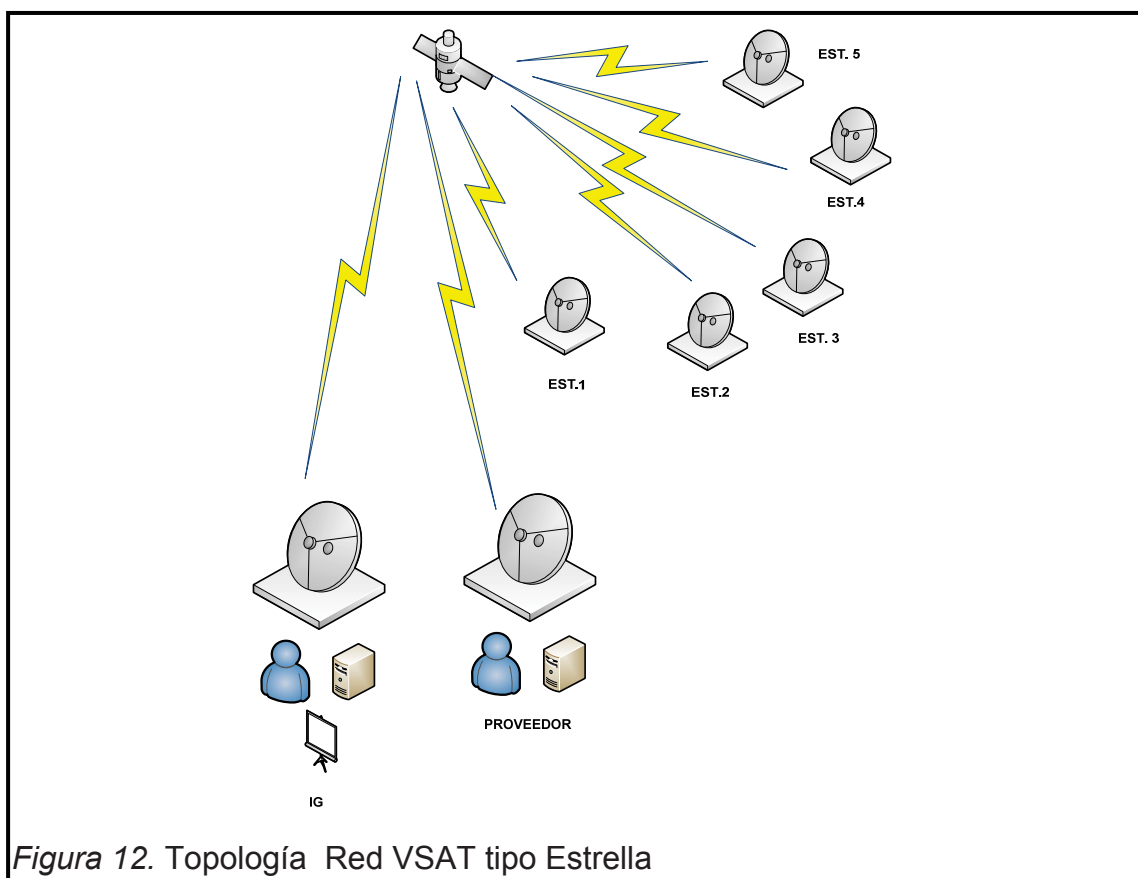 EST. 5
EST.4
EST. 3
EST.1
EST.2
PROVEEDOR
IG
Figura 12. Topología Red VSAT tipo Estrella